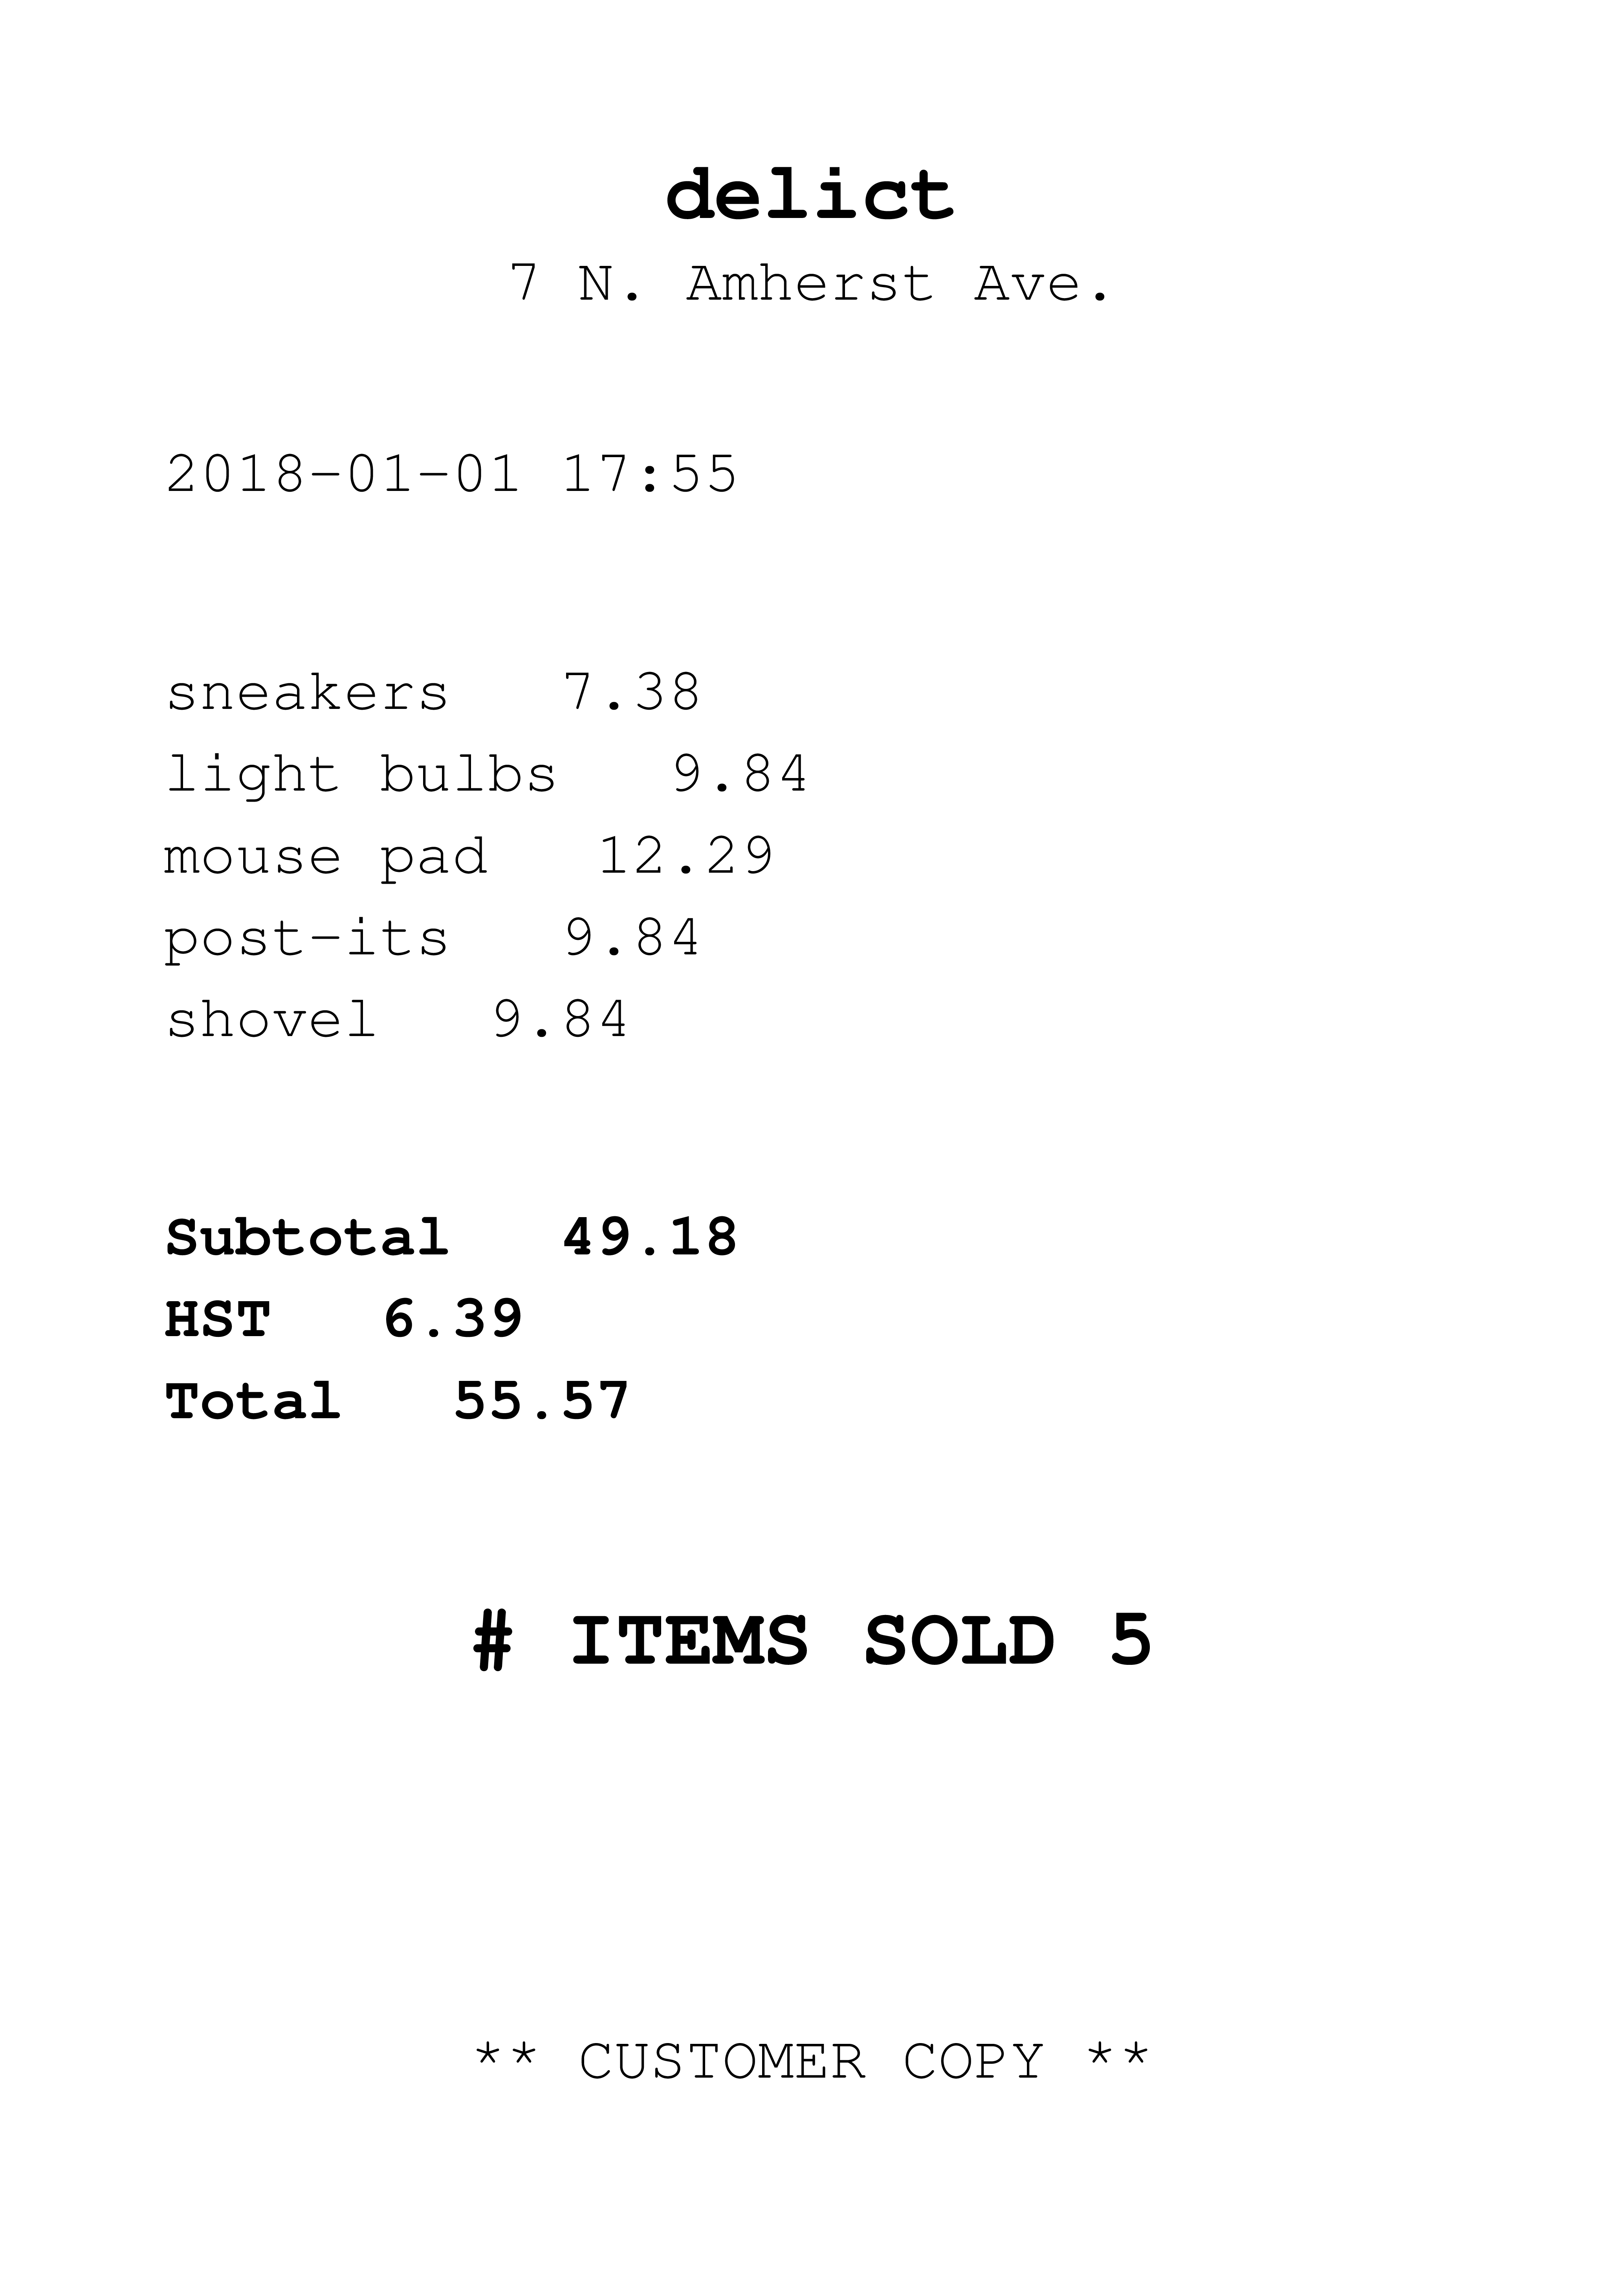 delict
7 N. Amherst Ave.
2018-01-01 17:55
sneakers 7.38
light bulbs 9.84
mouse pad 12.29
post-its 9.84
shovel 9.84
Subtotal 49.18
HST 6.39
Total 55.57
# ITEMS SOLD 5
** CUSTOMER COPY **